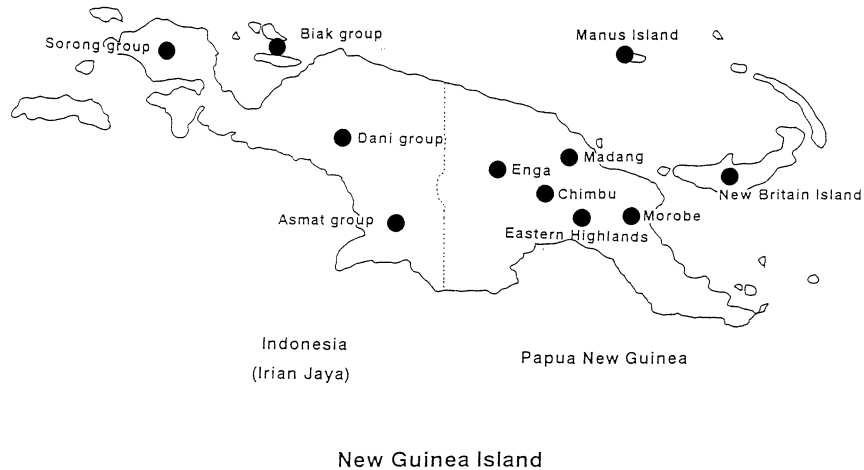 Sorong group
Biak group
Manus Island
Dani group
Madang
Enga
Chimbu
New Britain Island
Asmat group
Morobe
Eastern Highlands
Indonesia
(Irian Jaya)
Papua New Guinea
New Guinea Island